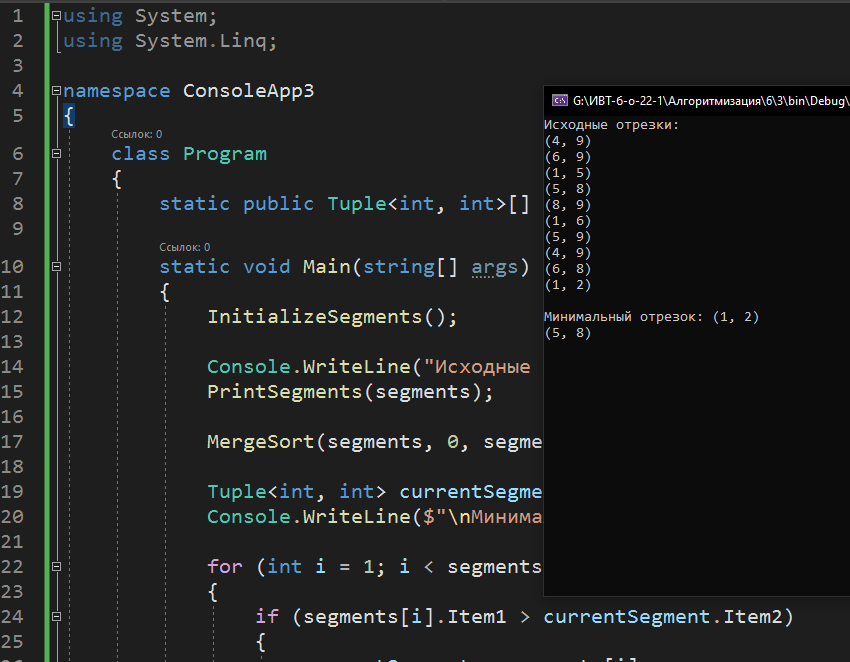 1 using System;
2 using System.Linq;
3
4 namespace ConsoleApp3
5 {
Ссылок: 0
6 class Program
7 {
8 static public Tuple<int, int>[]
9
Ссылок: 0
10 static void Main(string[] args)
11 {
12 InitializeSegments();
13
14 Console.WriteLine("Исходные
15 PrintSegments(segments);
16
17 MergeSort(segments, 0, segme
18
19 Tuple<int, int> currentSegme
20 Console.WriteLine($"\nМинима
21
22 for (int i = 1; i < segments
23 {
24 if (segments[i].Item1 > currentSegment.Item2)
25 {
G:\ИВТ-б-о-22-1\Алгоритмизация\6\3\bin\Debug\
Исходные отрезки:
(4, 9)
(6, 9)
(1, 5)
(5, 8)
(8, 9)
(1, 6)
(5, 9)
(4, 9)
(6, 8)
(1, 2)
Минимальный отрезок: (1, 2)
(5, 8)